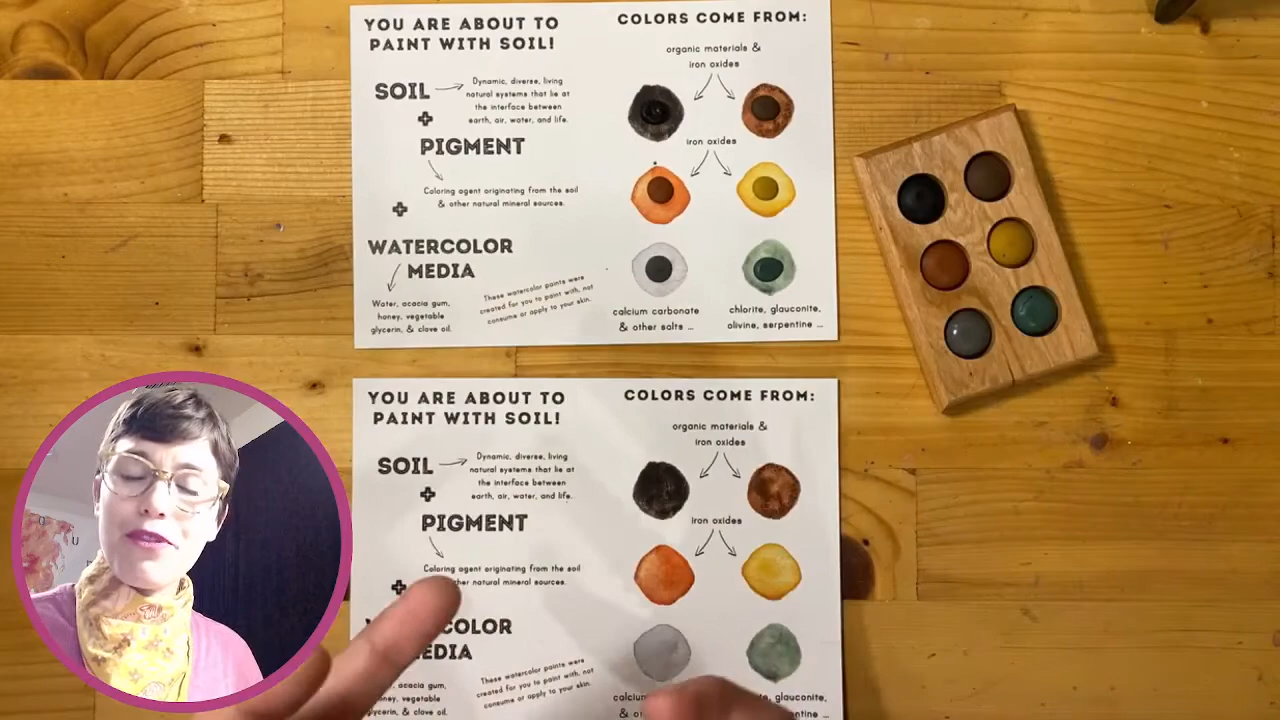 YOU ARE ABOUT TO
PAINT WITH SOIL!
SOIL
Dynamic, diverse, living
natural systems that lie at
the interface between
earth, air, water, and life.
PIGMENT
Coloring agent originating from the soil
& other natural mineral sources.
WATERCOLOR
MEDIA
Water, acacia gum,
honey, vegetable
glycerin, & clove oil.
These watercolor paints were
created for you to paint with, not
consume or apply to your skin.
COLORS COME FROM:
organic materials &
iron oxides
iron oxides
calcium carbonate
& other salts ...
chlorite, glauconite,
olivine, serpentine ...
YOU ARE ABOUT TO
PAINT WITH SOIL!
SOIL
Dynamic, diverse, living
natural systems that lie at
the interface between
earth, air, water, and life.
PIGMENT
Coloring agent originating from the soil
natural mineral sources.
MEDIA
acacia gum,
vegetable
glycerin, & clove oil.
These watercolor paints were
created for you to paint with, not
consume or apply to your skin.
COLORS COME FROM:
organic materials &
iron oxides
iron oxides
glauconite,